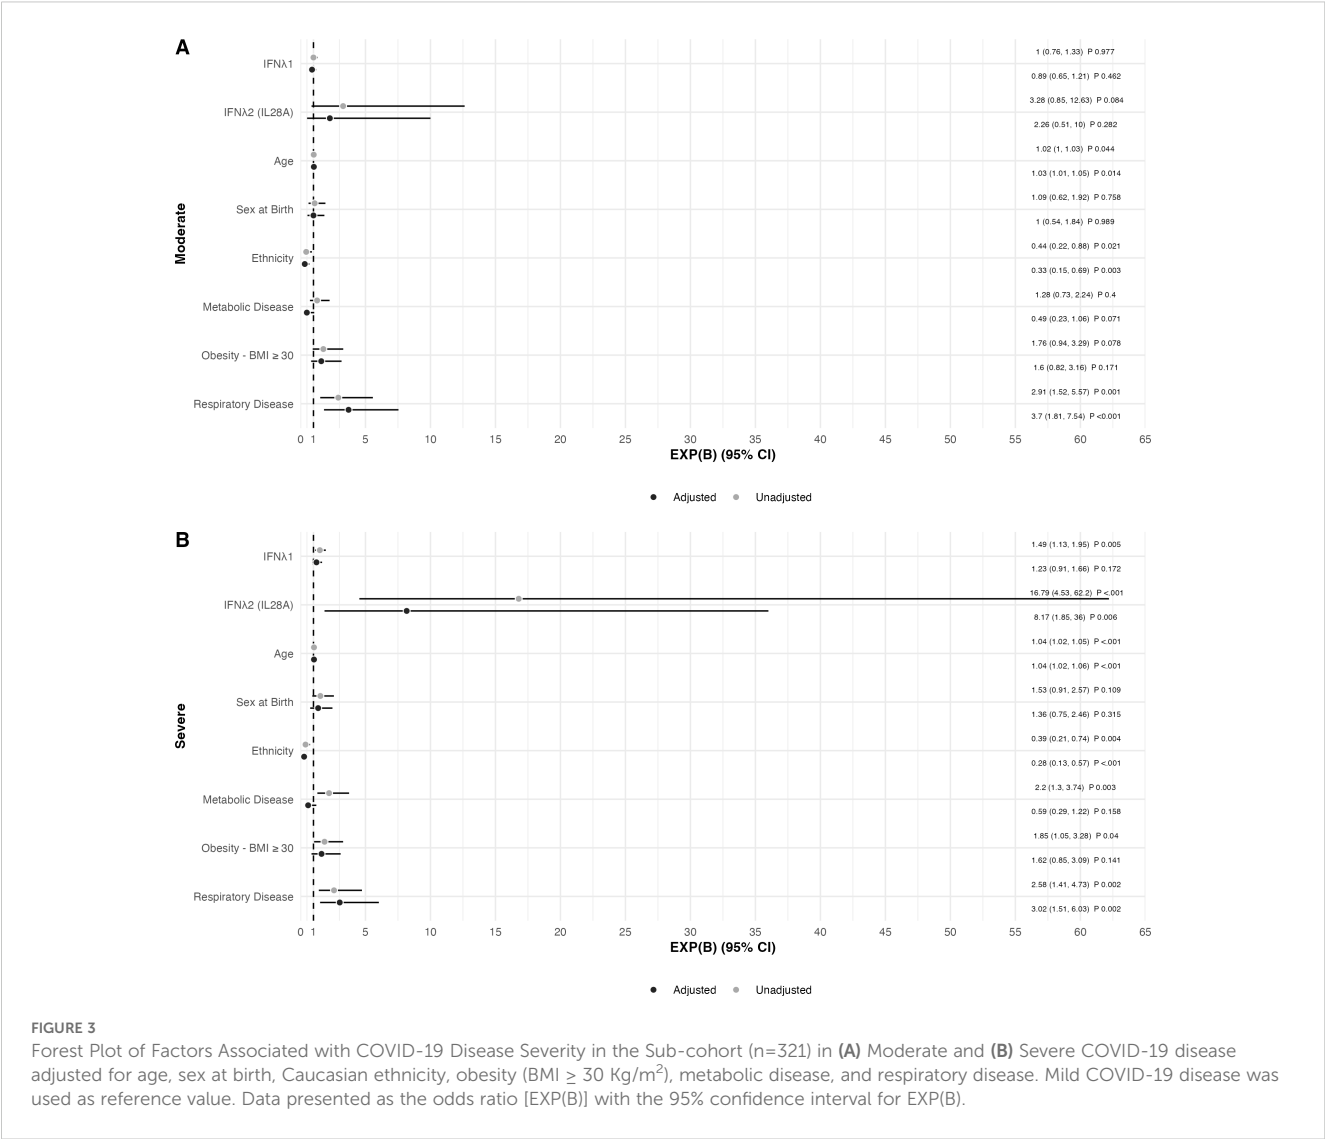 A
Moderate
IFNλ1
1 (0.76, 1.33) P 0.977
0.89 (0.65, 1.21) P 0.462
IFNλ2 (IL28A)
3.28 (0.85, 12.63) P 0.084
2.26 (0.51, 10) P 0.282
Age
1.02 (1, 1.03) P 0.044
1.03 (1.01, 1.05) P 0.014
Sex at Birth
1.09 (0.62, 1.92) P 0.758
1 (0.54, 1.84) P 0.989
Ethnicity
0.44 (0.22, 0.88) P 0.021
0.33 (0.15, 0.69) P 0.003
Metabolic Disease
1.28 (0.73, 2.24) P 0.4
0.49 (0.23, 1.06) P 0.071
Obesity - BMI ≥ 30
1.76 (0.94, 3.29) P 0.078
1.6 (0.82, 3.16) P 0.171
Respiratory Disease
2.91 (1.52, 5.57) P 0.001
3.7 (1.81, 7.54) P <0.001
0 1 5 10 15 20 25 30 35 40 45 50 55 60 65
EXP(B) (95% CI)
Adjusted Unadjusted
B
Severe
IFNλ1
1.49 (1.13, 1.95) P 0.005
1.23 (0.91, 1.66) P 0.172
IFNλ2 (IL28A)
16.79 (4.53, 62.2) P <.001
8.17 (1.85, 36) P 0.006
Age
1.04 (1.02, 1.05) P <.001
1.04 (1.02, 1.06) P <.001
Sex at Birth
1.53 (0.91, 2.57) P 0.109
1.36 (0.75, 2.46) P 0.315
Ethnicity
0.39 (0.21, 0.74) P 0.004
0.28 (0.13, 0.57) P <.001
Metabolic Disease
2.2 (1.3, 3.74) P 0.003
0.59 (0.29, 1.22) P 0.158
Obesity - BMI ≥ 30
1.85 (1.05, 3.28) P 0.04
1.62 (0.85, 3.09) P 0.141
Respiratory Disease
2.58 (1.41, 4.73) P 0.002
3.02 (1.51, 6.03) P 0.002
0 1 5 10 15 20 25 30 35 40 45 50 55 60 65
EXP(B) (95% CI)
Adjusted Unadjusted
FIGURE 3
Forest Plot of Factors Associated with COVID-19 Disease Severity in the Sub-cohort (n=321) in (A) Moderate and (B) Severe COVID-19 disease
adjusted for age, sex at birth, Caucasian ethnicity, obesity (BMI ≥ 30 Kg/m²), metabolic disease, and respiratory disease. Mild COVID-19 disease was
used as reference value. Data presented as the odds ratio [EXP(B)] with the 95% confidence interval for EXP(B).